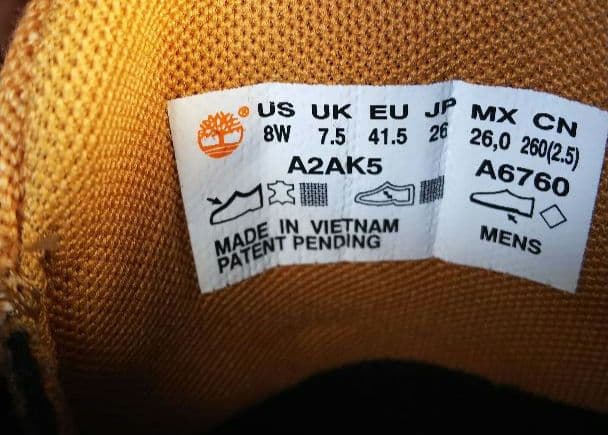 ® US UK EU JP MX CN
8W 7.5 41.5 26 26,0 260(2.5)
A2AK5 A6760
MADE IN VIETNAM
PATENT PENDING
MENS